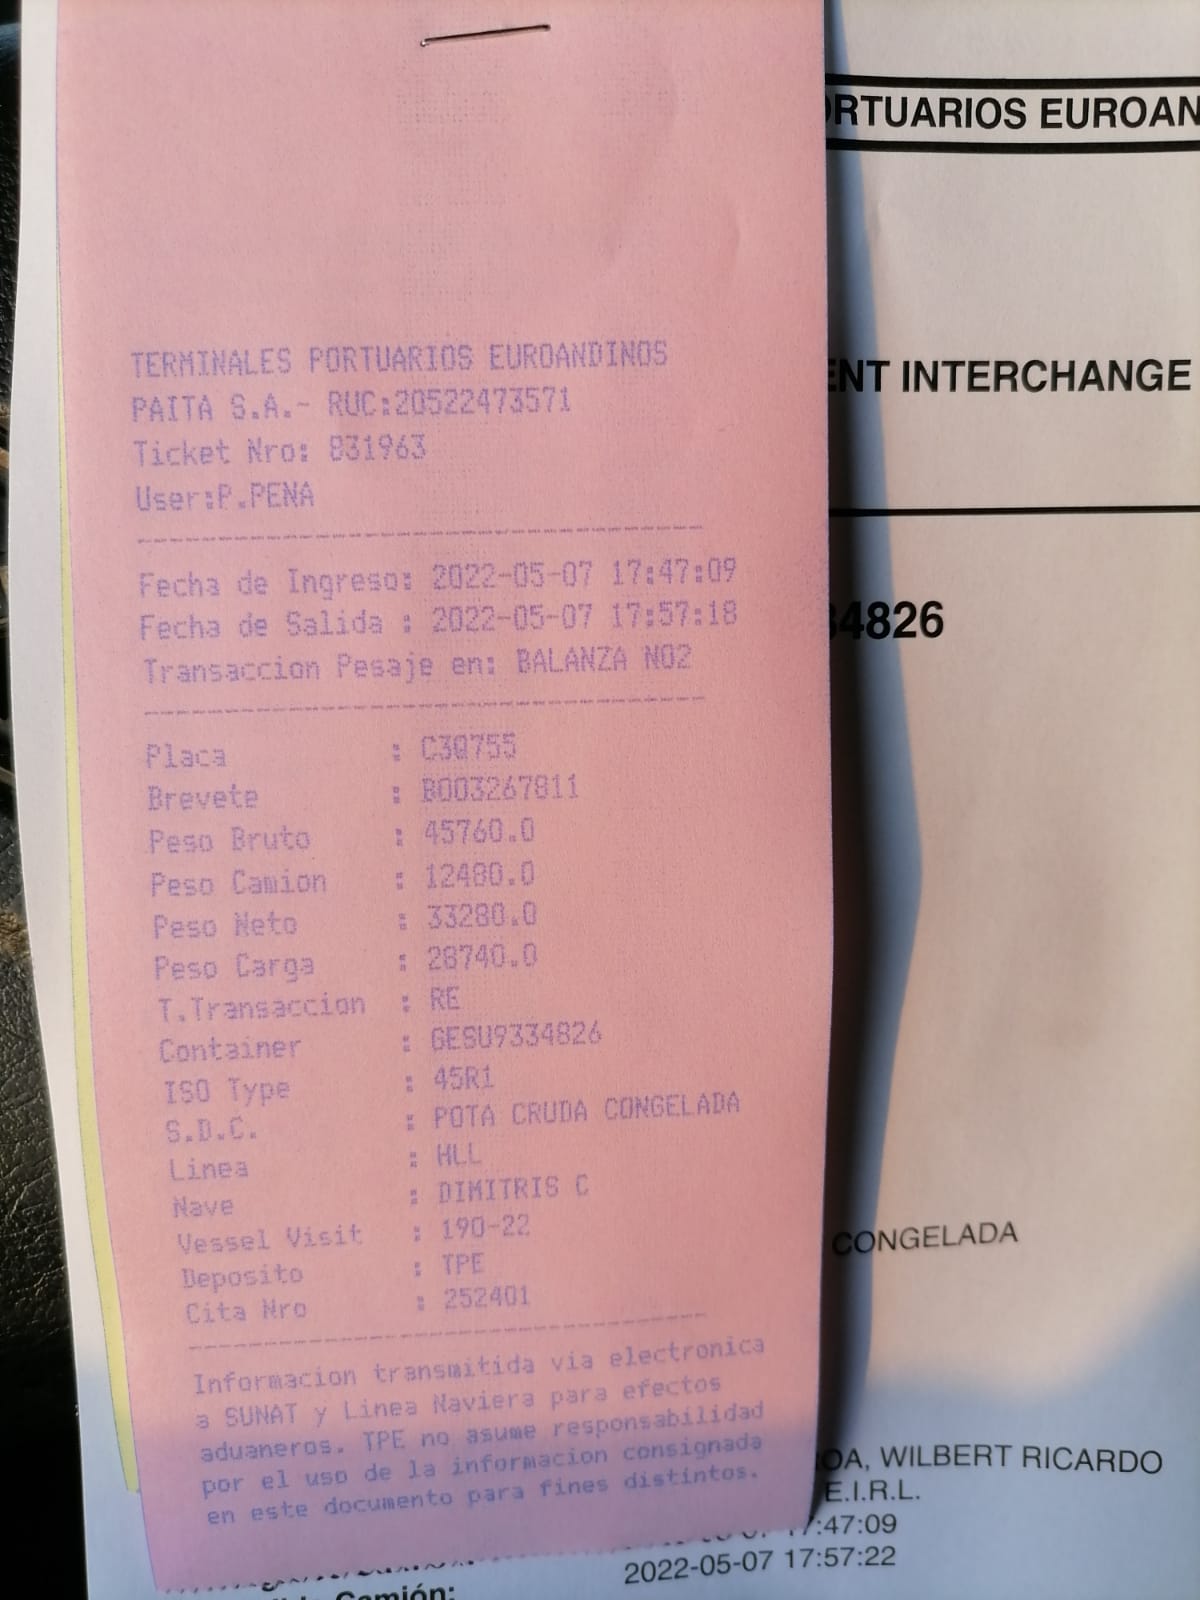 TERMINALES PORTUARIOS EUROANDINOS
PAITA S.A.- RUC:20522473571
Ticket Nro: 831963
User:P.PENA
Fecha de Ingreso: 2022-05-07 17:47:09
Fecha de Salida : 2022-05-07 17:57:18
Transaccion Pesaje en: BALANZA NO2
Placa : C3Q755
Brevete : B003267811
Peso Bruto : 45760.0
Peso Camion : 12480.0
Peso Neto : 33280.0
Peso Carga : 28740.0
T.Transaccion : RE
Container : GESU9334826
ISO Type : 45R1
S.D.C. : POTA CRUDA CONGELADA
Linea : HLL
Nave : DIMITRIS C
Vessel Visit : 190-22
Deposito : TPE
Cita Nro : 252401
Informacion transmitida via electronica
a SUNAT y Linea Naviera para efectos
aduaneros. TPE no asume responsabilidad
por el uso de la informacion consignada
en este documento para fines distintos.
RTUARIOS EUROAN
ENT INTERCHANGE
34826
CONGELADA
OA, WILBERT RICARDO
E.I.R.L.
17:47:09
2022-05-07 17:57:22
Camión: